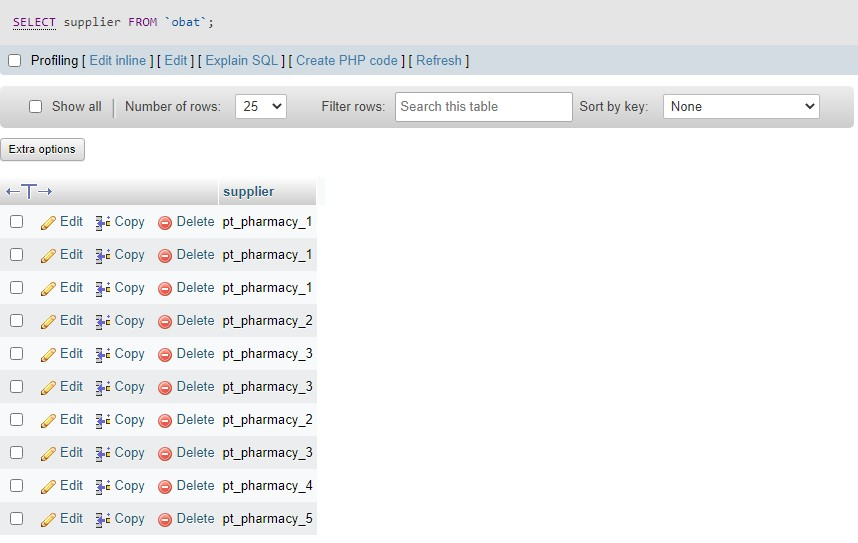 SELECT supplier FROM `obat`;
Profiling [ Edit inline ] [ Edit ] [ Explain SQL ] [ Create PHP code ] [ Refresh ]
Show all Number of rows: 25 Filter rows: Search this table Sort by key: None
Extra options
←T→ supplier
Edit Copy Delete pt_pharmacy_1
Edit Copy Delete pt_pharmacy_1
Edit Copy Delete pt_pharmacy_1
Edit Copy Delete pt_pharmacy_2
Edit Copy Delete pt_pharmacy_3
Edit Copy Delete pt_pharmacy_3
Edit Copy Delete pt_pharmacy_2
Edit Copy Delete pt_pharmacy_3
Edit Copy Delete pt_pharmacy_4
Edit Copy Delete pt_pharmacy_5